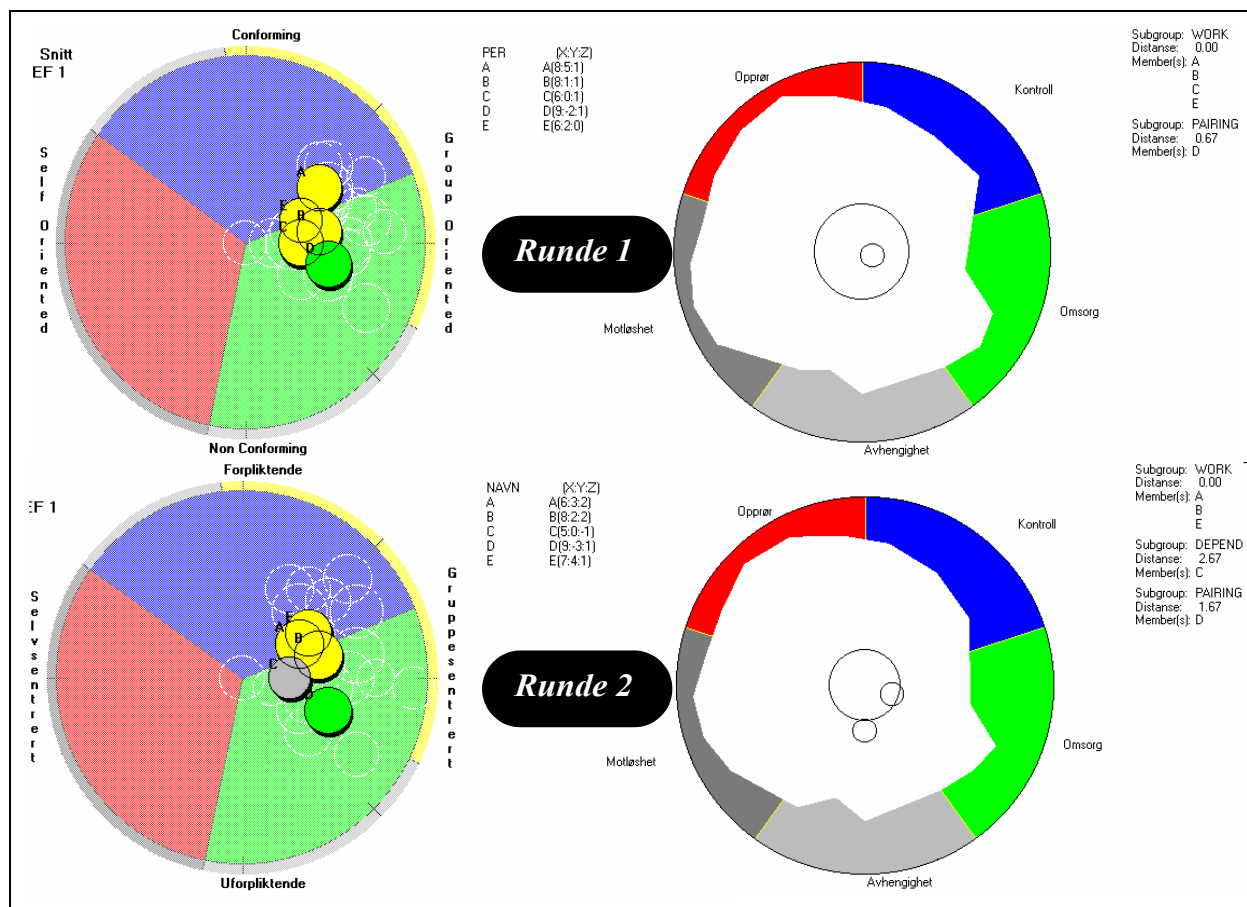 Snitt
EF 1
Conforming
Self Oriented
Group Oriented
Non Conforming
A
E
B
C
D
PER (X:Y:Z)
A A(8:5:1)
B B(8:1:1)
C C(6:0:1)
D D(9:-2:1)
E E(6:2:0)
Runde 1
Opprør
Kontroll
Omsorg
Avhengighet
Motløshet
Subgroup: WORK
Distanse: 0.00
Member(s): A
B
C
E
Subgroup: PAIRING
Distanse: 0.67
Member(s): D
EF 1
Forpliktende
Selvsentrert
Gruppesentrert
Uforpliktende
E
A
B
C
D
NAVN (X:Y:Z)
A A(6:3:2)
B B(8:2:2)
C C(5:0:-1)
D D(9:-3:1)
E E(7:4:1)
Runde 2
Opprør
Kontroll
Omsorg
Avhengighet
Motløshet
Subgroup: WORK
Distanse: 0.00
Member(s): A
B
E
Subgroup: DEPEND
Distanse: 2.67
Member(s): C
Subgroup: PAIRING
Distanse: 1.67
Member(s): D